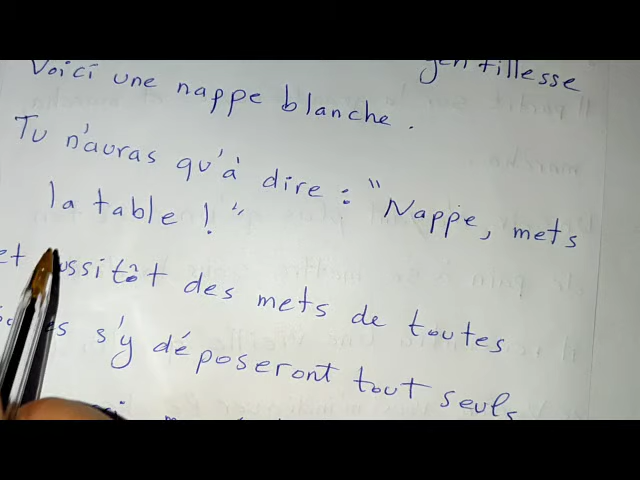 gentillesse
Voici une nappe blanche.
Tu n'auras qu'à dire : "Nappe, mets
la table ! "
et aussitôt des mets de toutes
s'y déposeront tout seuls